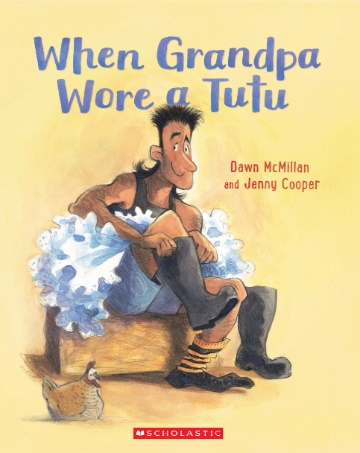 When Grandpa
Wore a Tutu
Dawn McMillan
and Jenny Cooper
SCHOLASTIC